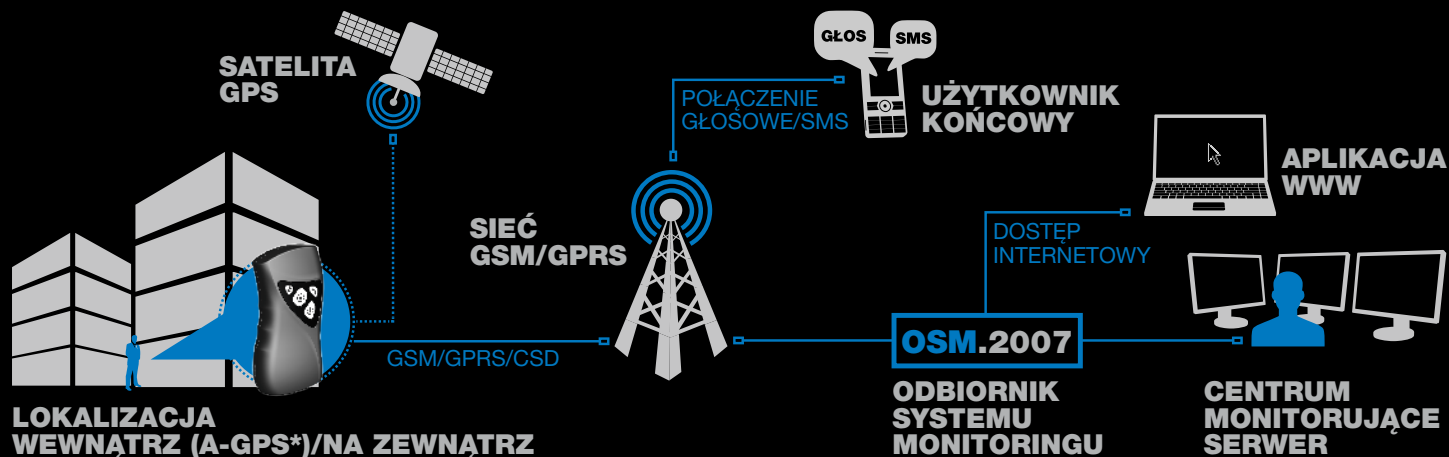 SATELITA
GPS
GŁOS
SMS
POŁĄCZENIE
GŁOSOWE/SMS
UŻYTKOWNIK
KOŃCOWY
APLIKACJA
WWW
SIEĆ
GSM/GPRS
DOSTĘP
INTERNETOWY
GSM/GPRS/CSD
OSM.2007
LOKALIZACJA
WEWNĄTRZ (A-GPS*)/NA ZEWNĄTRZ
ODBIORNIK
SYSTEMU
MONITORINGU
CENTRUM
MONITORUJĄCE
SERWER